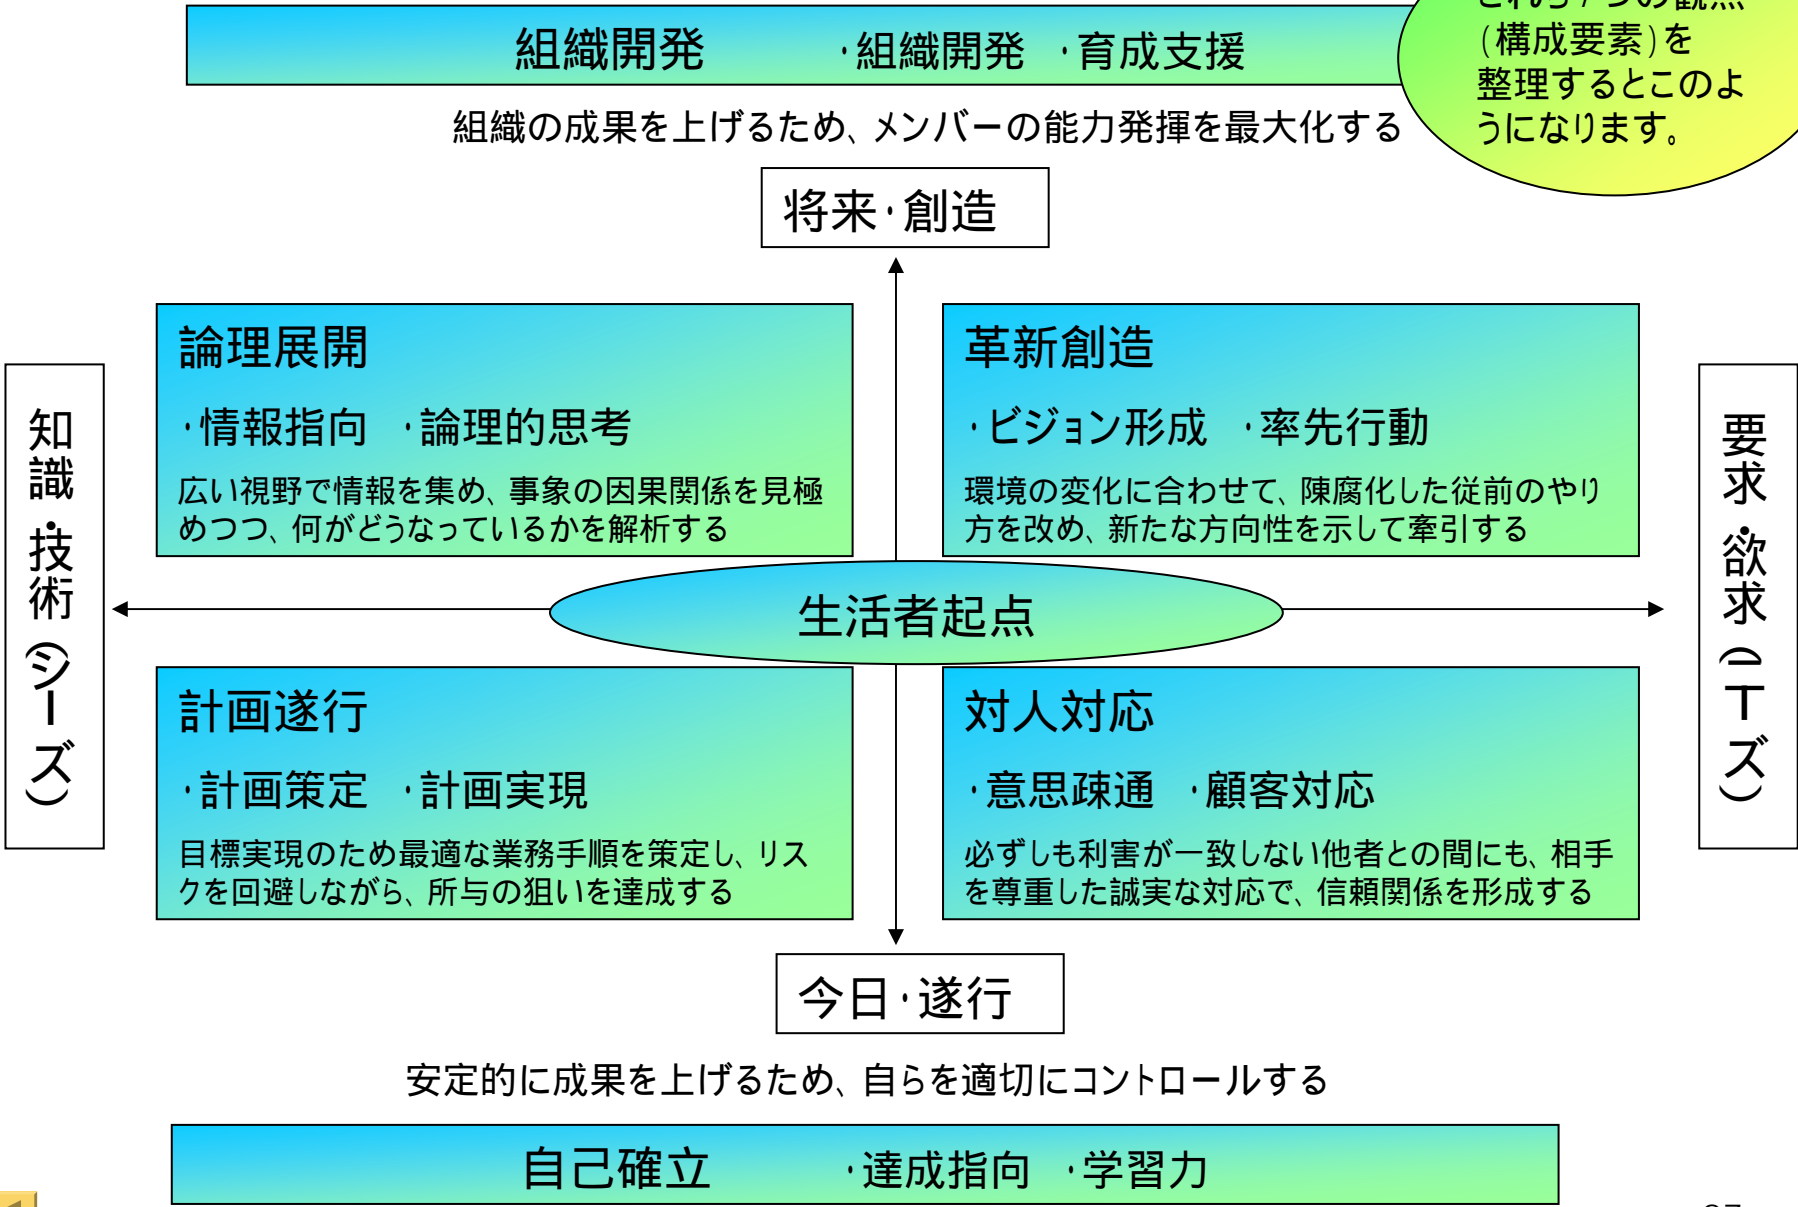 組織開発 ・組織開発 ・育成支援
これら7つの観点
(構成要素)を
整理するとこのよ
うになります。
組織の成果を上げるため、メンバーの能力発揮を最大化する
将来・創造
論理展開
・情報指向 ・論理的思考
広い視野で情報を集め、事象の因果関係を見極
めつつ、何がどうなっているかを解析する
革新創造
・ビジョン形成 ・率先行動
環境の変化に合わせて、陳腐化した従前のやり
方を改め、新たな方向性を示して牽引する
知識・技術(シーズ)
要求・欲求(ニーズ)
生活者起点
計画遂行
・計画策定 ・計画実現
目標実現のため最適な業務手順を策定し、リス
クを回避しながら、所与の狙いを達成する
対人対応
・意思疎通 ・顧客対応
必ずしも利害が一致しない他者との間にも、相手
を尊重した誠実な対応で、信頼関係を形成する
今日・遂行
安定的に成果を上げるため、自らを適切にコントロールする
自己確立 ・達成指向 ・学習力